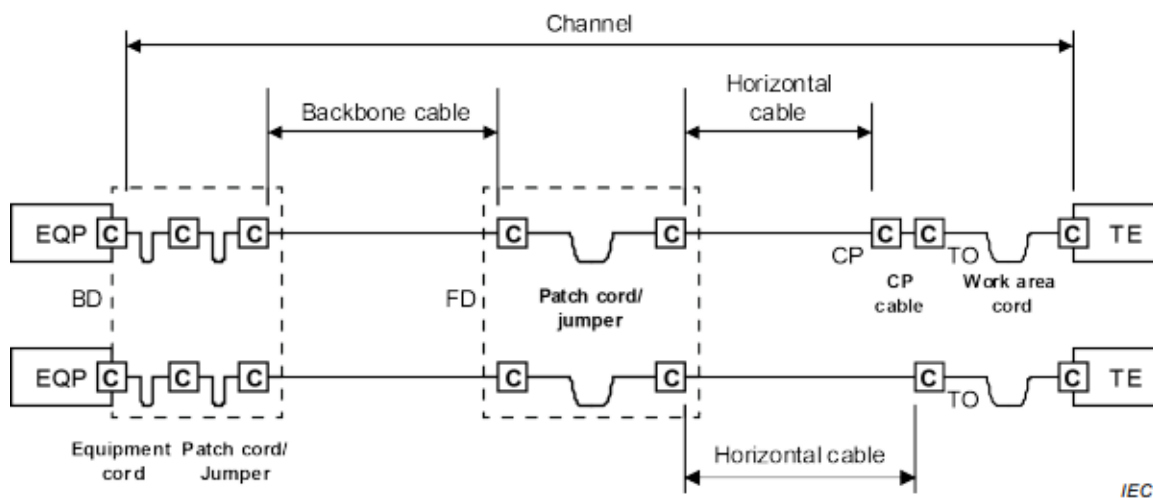 Channel
Backbone cable
Horizontal
cable
EQP C C C C C C C C TE
BD
FD
Patch cord/
jumper
CP
CP
cable
TO
Work area
cord
EQP C C C C C C C TE
TO
Equipment
cord
Patch cord/
Jumper
Horizontal cable
IEC